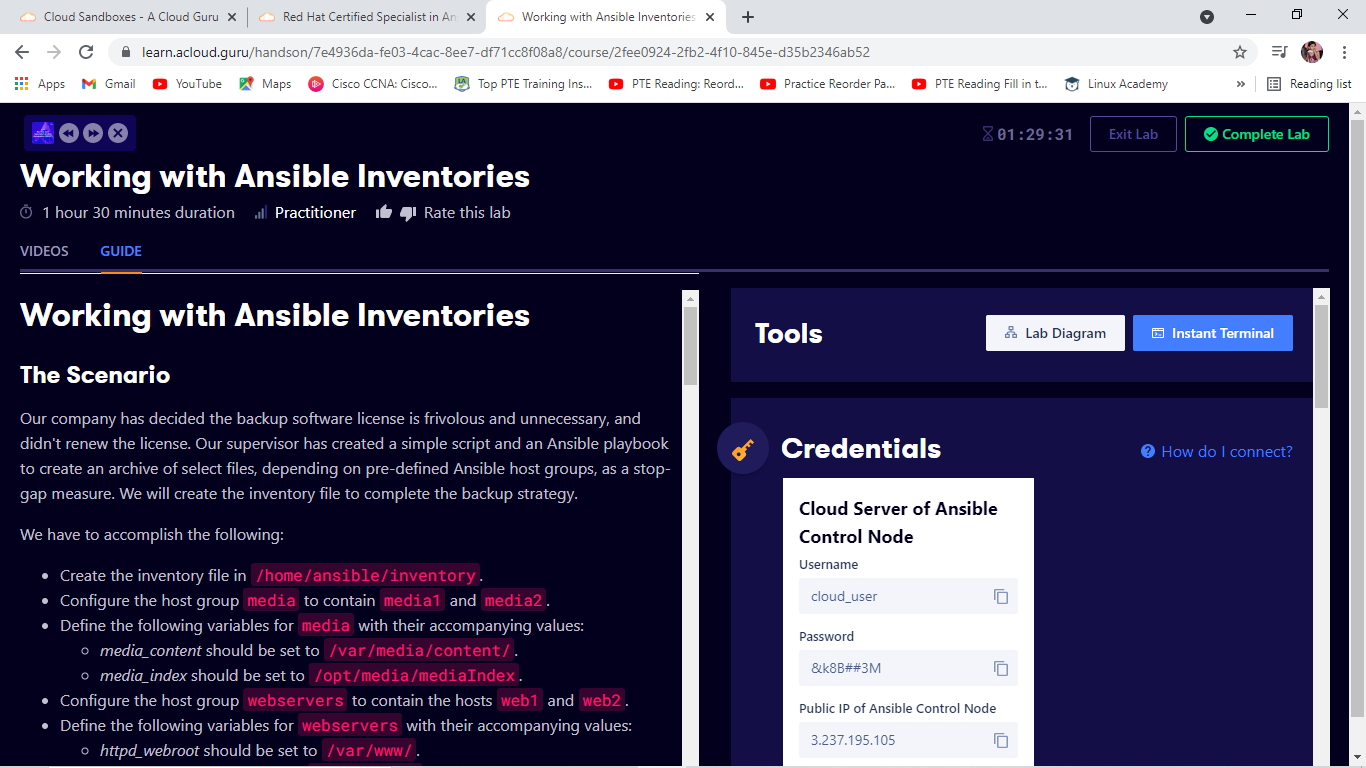 Cloud Sandboxes - A Cloud Guru
Red Hat Certified Specialist in An
Working with Ansible Inventories
learn.acloud.guru/handson/7e4936da-fe03-4cac-8ee7-df71cc8f08a8/course/2fee0924-2fb2-4f10-845e-d35b2346ab52
Apps Gmail YouTube Maps Cisco CCNA: Cisco... Top PTE Training Ins... PTE Reading: Reord... Practice Reorder Pa... PTE Reading Fill in t... Linux Academy » Reading list
01:29:31 Exit Lab Complete Lab
Working with Ansible Inventories
1 hour 30 minutes duration Practitioner Rate this lab
VIDEOS GUIDE
Working with Ansible Inventories
The Scenario
Our company has decided the backup software license is frivolous and unnecessary, and
didn't renew the license. Our supervisor has created a simple script and an Ansible playbook
to create an archive of select files, depending on pre-defined Ansible host groups, as a stop-
gap measure. We will create the inventory file to complete the backup strategy.
We have to accomplish the following:
• Create the inventory file in /home/ansible/inventory.
• Configure the host group media to contain media1 and media2.
• Define the following variables for media with their accompanying values:
◦ media_content should be set to /var/media/content/.
◦ media_index should be set to /opt/media/mediaIndex.
• Configure the host group webservers to contain the hosts web1 and web2.
• Define the following variables for webservers with their accompanying values:
◦ httpd_webroot should be set to /var/www/.
Tools Lab Diagram Instant Terminal
Credentials How do I connect?
Cloud Server of Ansible
Control Node
Username
cloud_user
Password
&k8B##3M
Public IP of Ansible Control Node
3.237.195.105